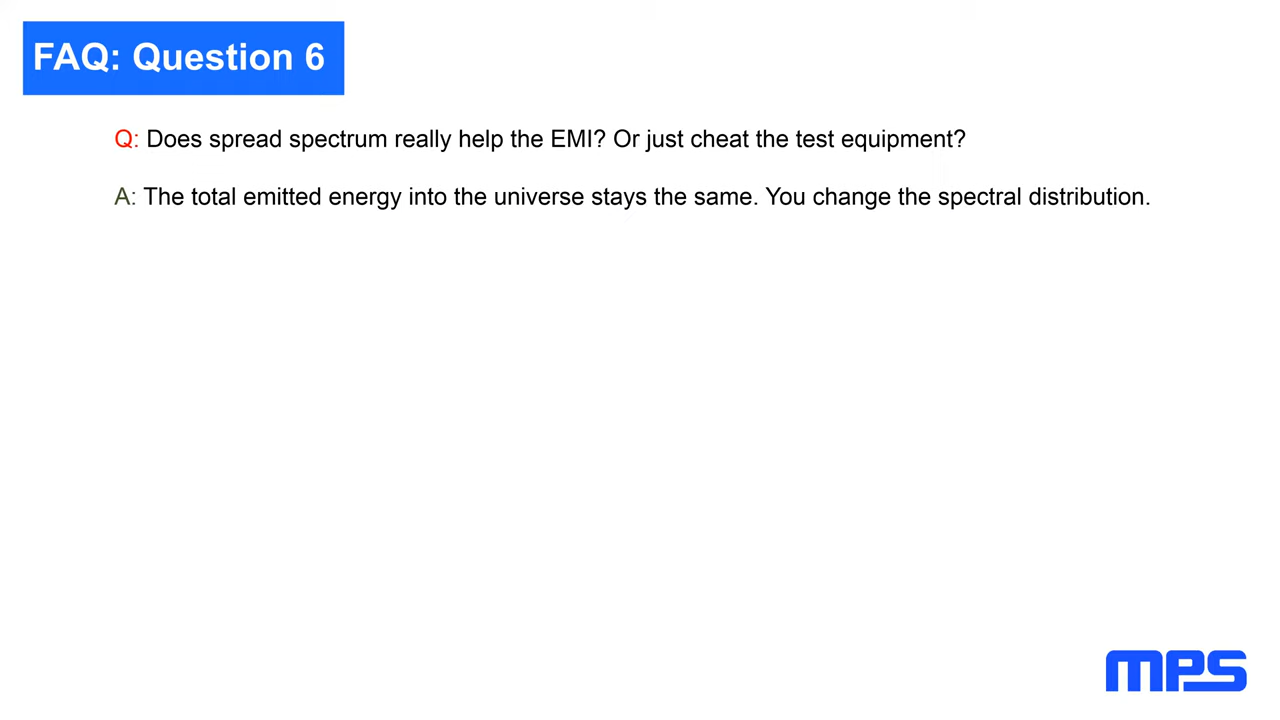 FAQ: Question 6
Q: Does spread spectrum really help the EMI? Or just cheat the test equipment?
A: The total emitted energy into the universe stays the same. You change the spectral distribution.
mps